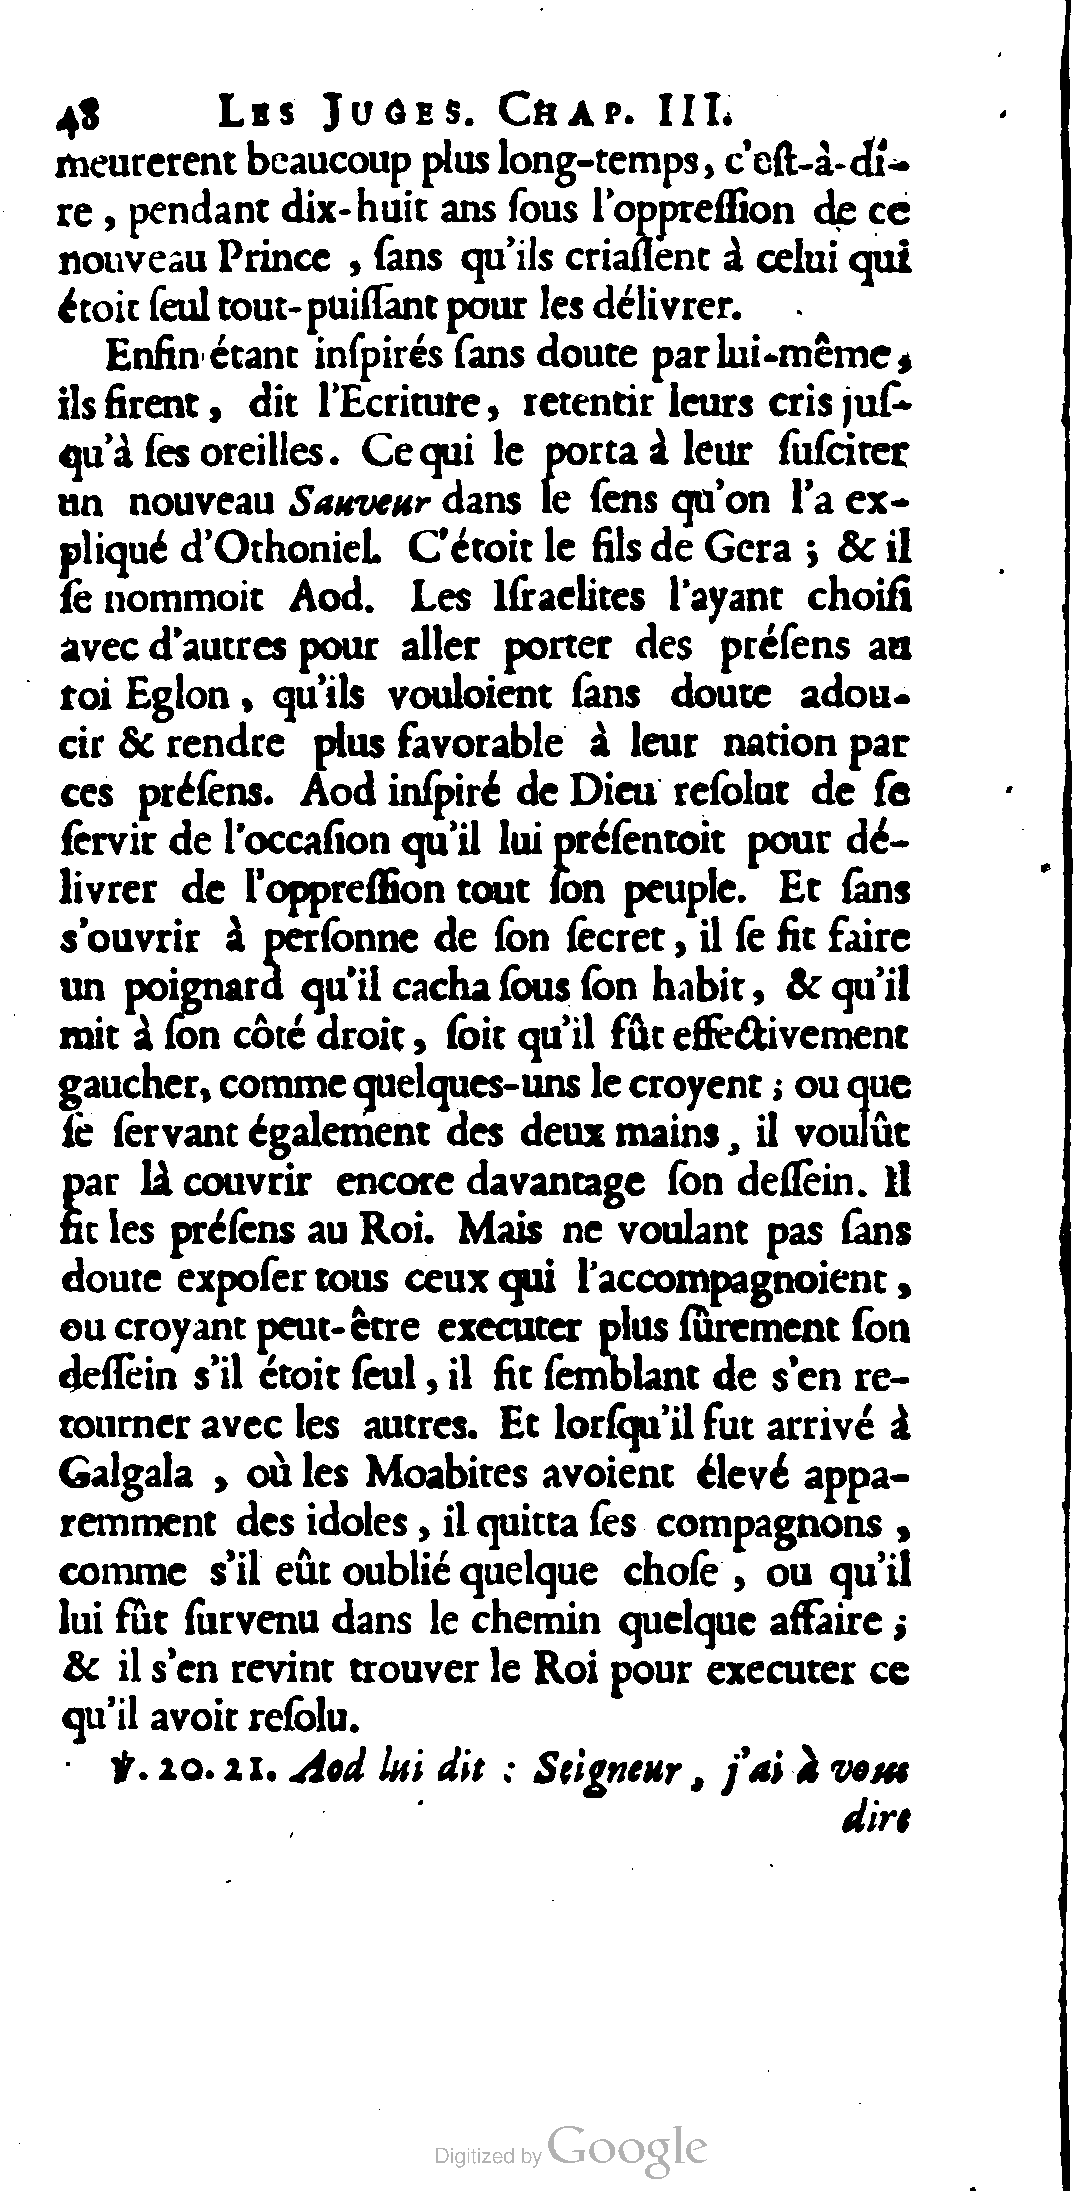 48 LES JUGES. CHAP. III.
meurerent beaucoup plus long-temps, c'eſt-à-di-
re , pendant dix-huit ans ſous l'oppreſſion de ce
nouveau Prince , ſans qu'ils criaſſent à celui qui
étoit ſeul tout-puiſſant pour les délivrer.
Enfin étant inſpirés ſans doute par lui-même,
ils firent, dit l'Ecriture, retentir leurs cris juſ-
qu'à ſes oreilles. Ce qui le porta à leur ſuſciter
un nouveau Sauveur dans le ſens qu'on l'a ex-
pliqué d'Othoniel. C'étoit le fils de Gera ; & il
ſe nommoit Aod. Les Iſraelites l'ayant choiſi
avec d'autres pour aller porter des préſens au
roi Eglon, qu'ils vouloient ſans doute adou-
cir & rendre plus favorable à leur nation par
ces préſens. Aod inſpiré de Dieu reſolut de ſe
ſervir de l'occaſion qu'il lui préſentoit pour dé-
livrer de l'oppreſſion tout ſon peuple. Et ſans
s'ouvrir à perſonne de ſon ſecret, il ſe fit faire
un poignard qu'il cacha ſous ſon habit, & qu'il
mit à ſon côté droit, ſoit qu'il fût effectivement
gaucher, comme quelques-uns le croyent ; ou que
ſe ſervant également des deux mains, il voulût
par là couvrir encore davantage ſon deſſein. Il
fit les préſens au Roi. Mais ne voulant pas ſans
doute expoſer tous ceux qui l'accompagnoient,
ou croyant peut-être executer plus ſûrement ſon
deſſein s'il étoit ſeul, il fit ſemblant de s'en re-
tourner avec les autres. Et lorſqu'il fut arrivé à
Galgala , où les Moabites avoient élevé appa-
remment des idoles, il quitta ſes compagnons ,
comme s'il eût oublié quelque choſe , ou qu'il
lui fût ſurvenu dans le chemin quelque affaire ;
& il s'en revint trouver le Roi pour executer ce
qu'il avoit reſolu.
℣. 20. 21. Aod lui dit : Seigneur, j'ai à vous
dire
Digitized by Google